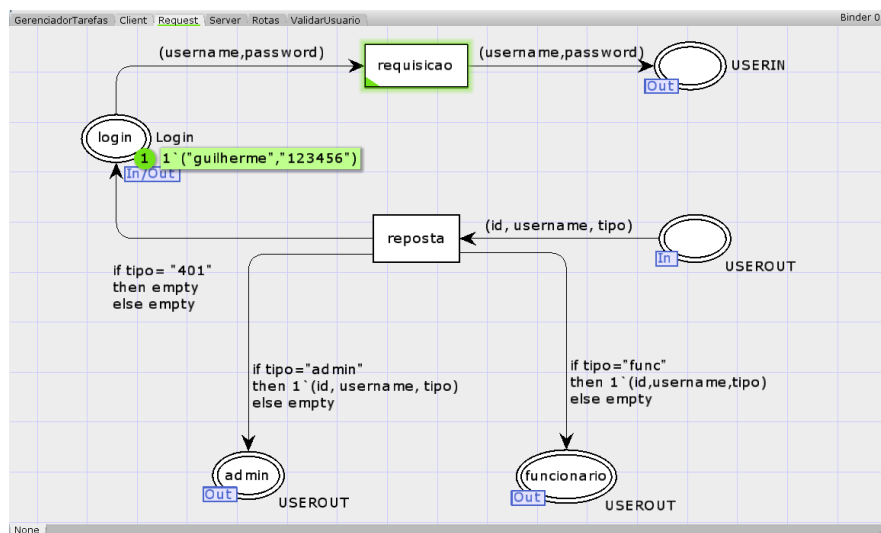 GerenciadorTarefas Client Request Server Rotas ValidarUsuario
Binder 0
(username,password)
requisicao
(username,password)
USERIN
Out
login
Login
1
1`("guilherme","123456")
In/Out
reposta
(id, username, tipo)
In
USEROUT
if tipo= "401"
then empty
else empty
if tipo="admin"
then 1`(id, username, tipo)
else empty
if tipo="func"
then 1`(id,username,tipo)
else empty
admin
Out
USEROUT
funcionario
Out
USEROUT
None